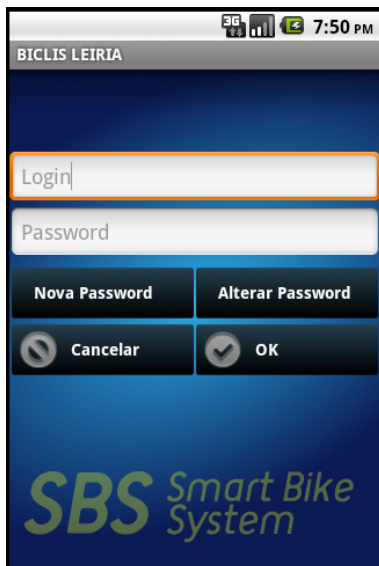 3G 7:50 PM
BICLIS LEIRIA
Login
Password
Nova Password Alterar Password
Cancelar OK
SBS Smart Bike
System